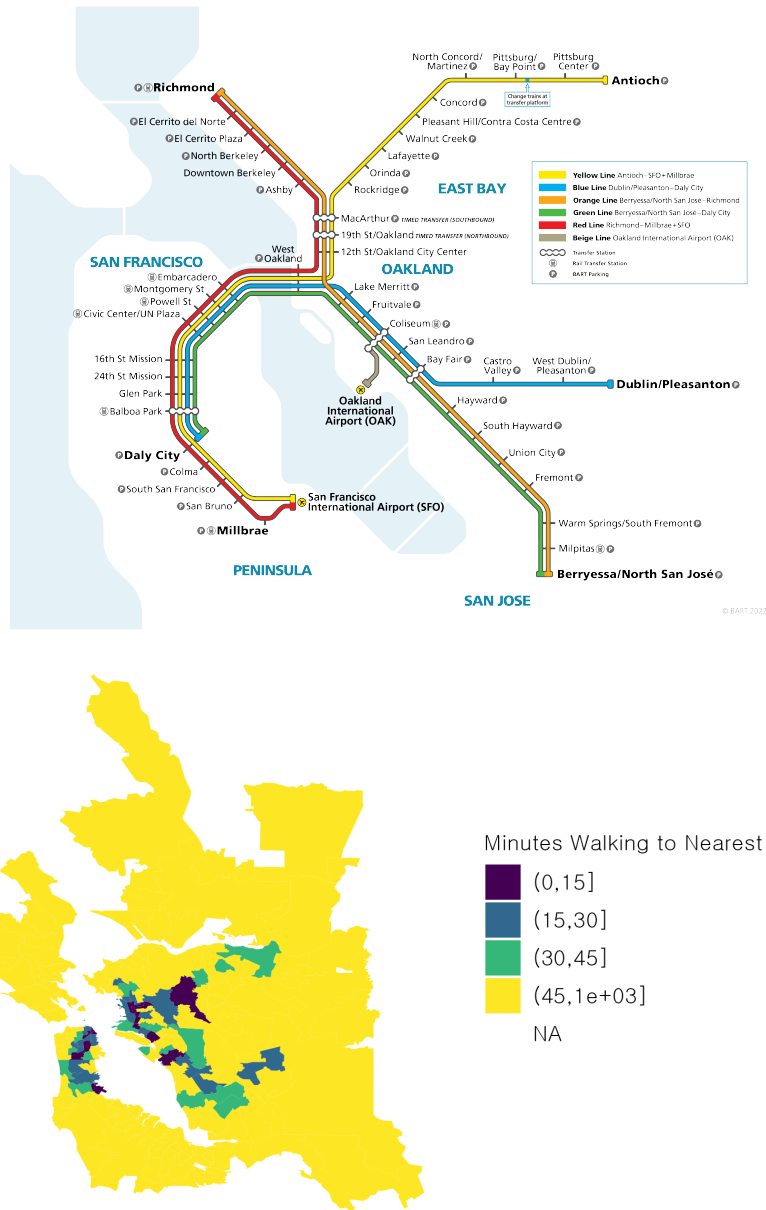 North Concord/
Martinez P
Pittsburg/
Bay Point P
Pittsburg
Center P
Antioch P
Change trains at
transfer platform
P Richmond
Concord P
P El Cerrito del Norte
Pleasant Hill/Contra Costa Centre P
P El Cerrito Plaza
Walnut Creek P
P North Berkeley
Lafayette P
Downtown Berkeley
Orinda P
P Ashby
Rockridge P
EAST BAY
Yellow Line Antioch–SFO+Millbrae
Blue Line Dublin/Pleasanton–Daly City
Orange Line Berryessa/North San José–Richmond
Green Line Berryessa/North San José–Daly City
Red Line Richmond–Millbrae+SFO
Beige Line Oakland International Airport (OAK)
Transfer Station
Rail Transfer Station
P BART Parking
MacArthur P TIMED TRANSFER (SOUTHBOUND)
19th St/Oakland TIMED TRANSFER (NORTHBOUND)
12th St/Oakland City Center
West
P Oakland
SAN FRANCISCO
OAKLAND
Embarcadero
Montgomery St
Powell St
Civic Center/UN Plaza
Lake Merritt P
Fruitvale P
Coliseum P
San Leandro P
Bay Fair P
16th St Mission
24th St Mission
Glen Park
Balboa Park
Castro
Valley P
West Dublin/
Pleasanton P
Dublin/Pleasanton P
Oakland
International
Airport (OAK)
Hayward P
South Hayward P
Union City P
Fremont P
P Daly City
P Colma
P South San Francisco
P San Bruno
San Francisco
International Airport (SFO)
P Millbrae
Warm Springs/South Fremont P
Milpitas P
Berryessa/North San José P
PENINSULA
SAN JOSE
© BART 2022
Minutes Walking to Nearest
(0,15]
(15,30]
(30,45]
(45,1e+03]
NA